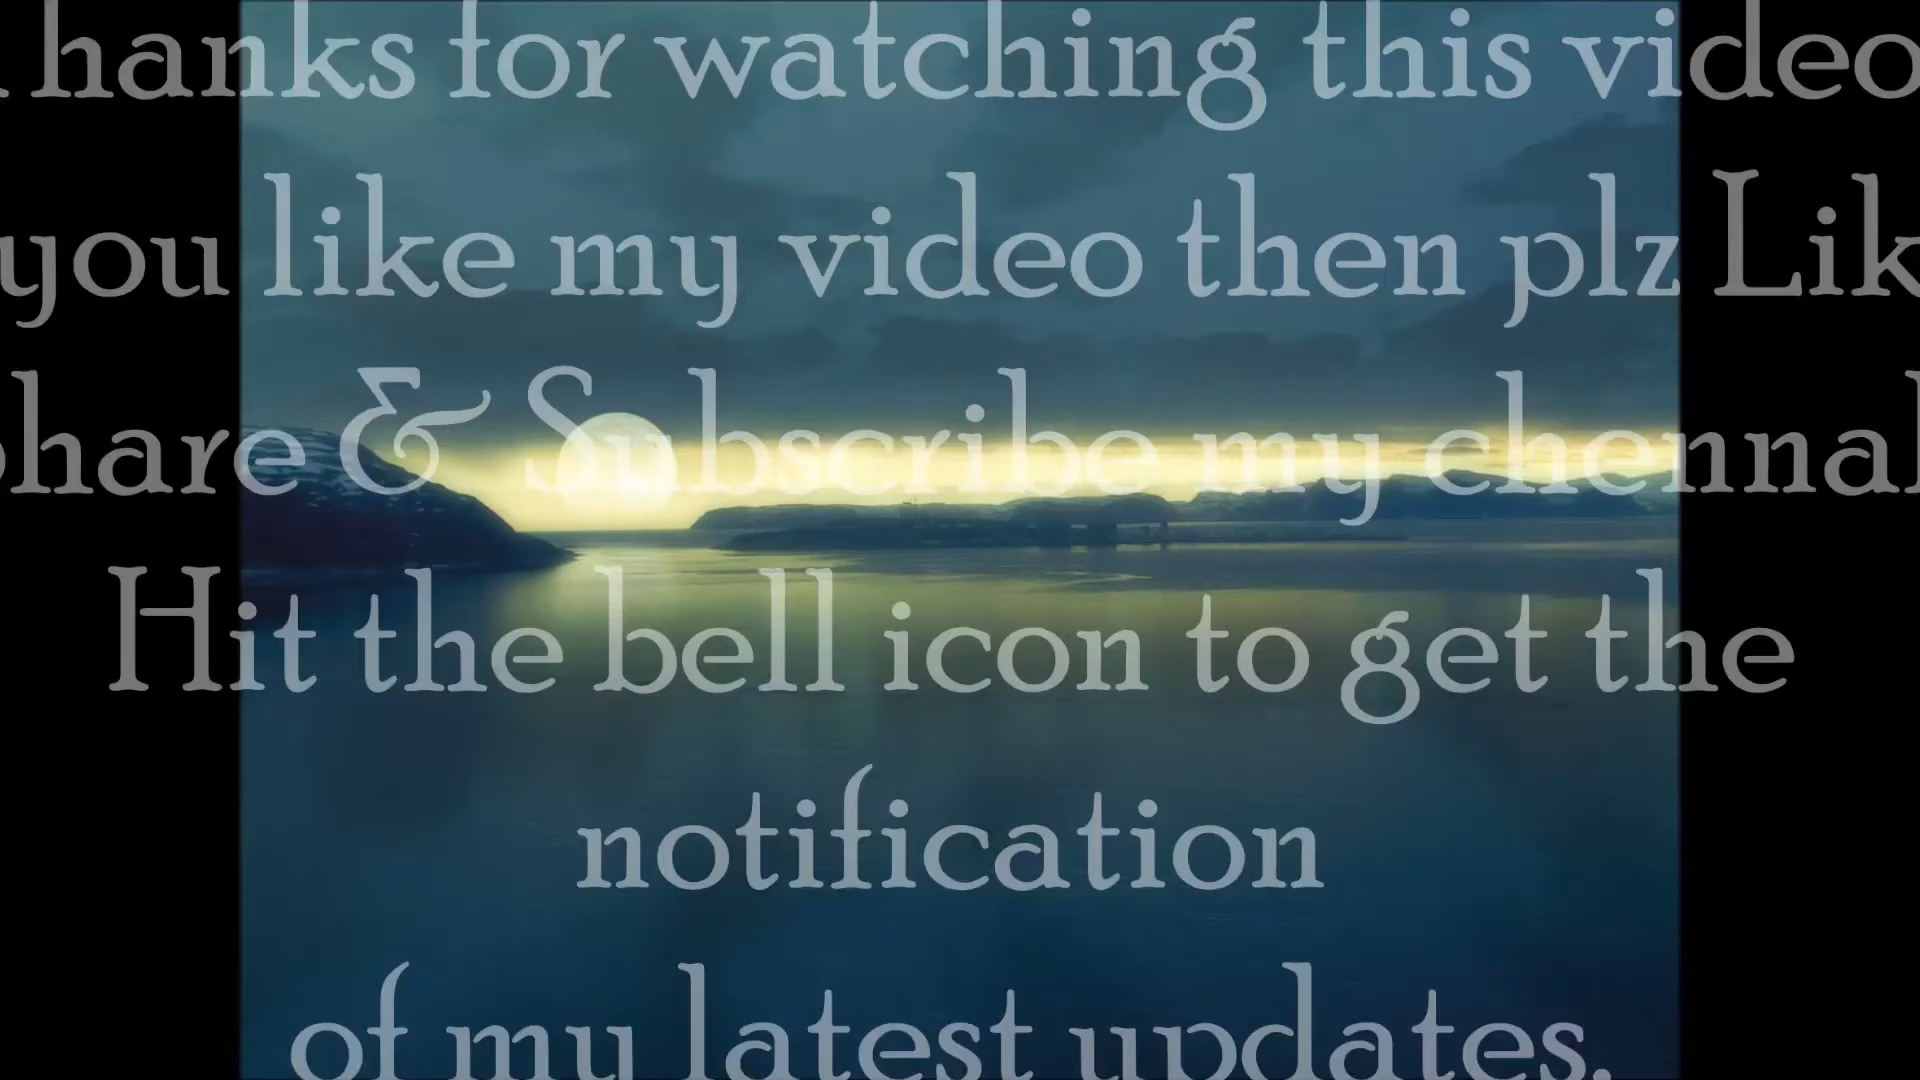 Thanks for watching this video
you like my video then plz Lik
hare & Subscribe my chennal
Hit the bell icon to get the
notification
of my latest updates.